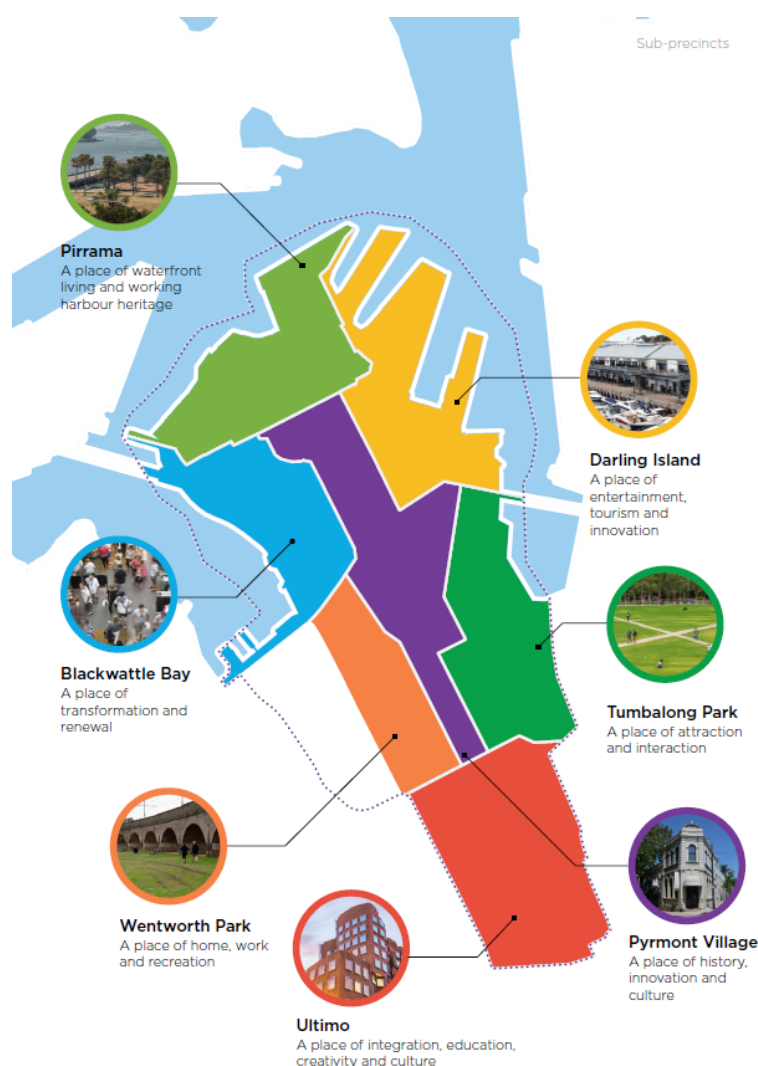 Sub-precincts
Pirrama
A place of waterfront
living and working
harbour heritage
Darling Island
A place of
entertainment,
tourism and
innovation
Blackwattle Bay
A place of
transformation and
renewal
Tumbalong Park
A place of attraction
and interaction
Wentworth Park
A place of home, work
and recreation
Pyrmont Village
A place of history,
innovation and
culture
Ultimo
A place of integration, education,
creativity and culture